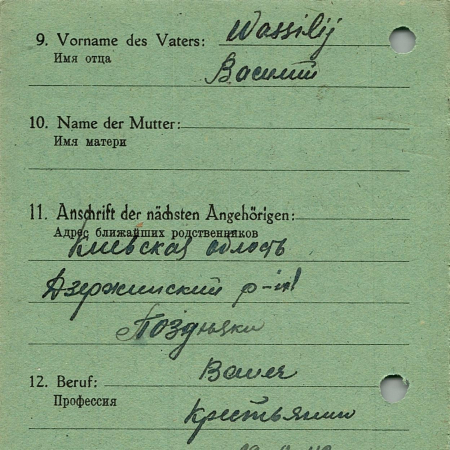 9. Vorname des Vaters: Wassilij
Имя отца
Василий
10. Name der Mutter:
Имя матери
11. Anschrift der nächsten Angehörigen:
Адрес ближайших родственников
Киевская область
Дзержинский р-н
Поздняки
12. Beruf: Bauer
Профессия
Крестьянин